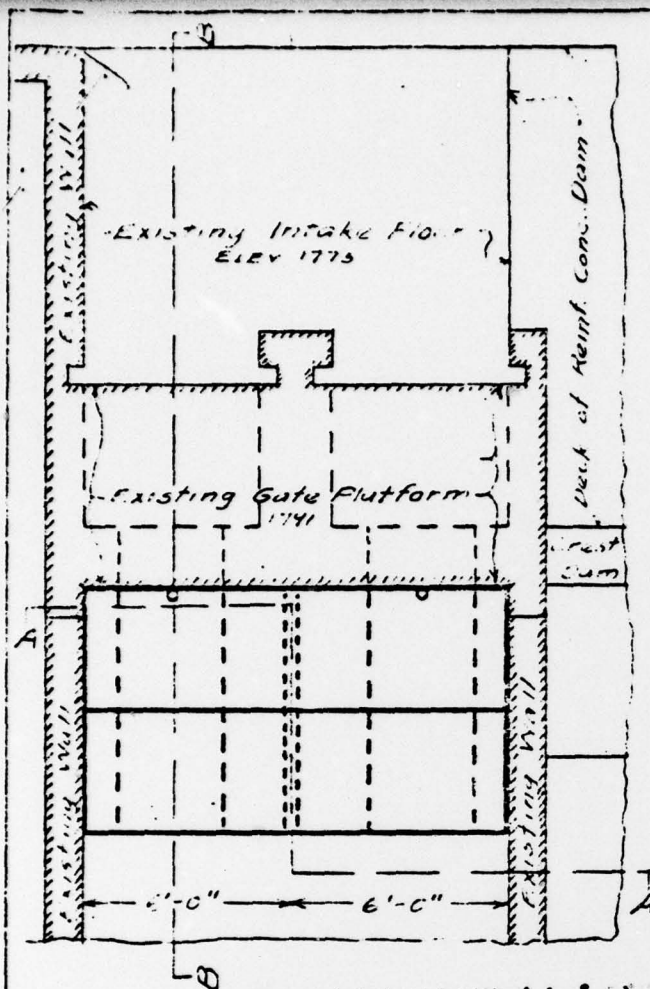 B
Existing Wall
Deck of Reinf. Conc. Dam
Existing Intake Floor
ELEV 1773
Existing Gate Platform
1741
Crest
Dam
A
Existing Wall
Existing Wall
6'-0"
6'-0"
A
B